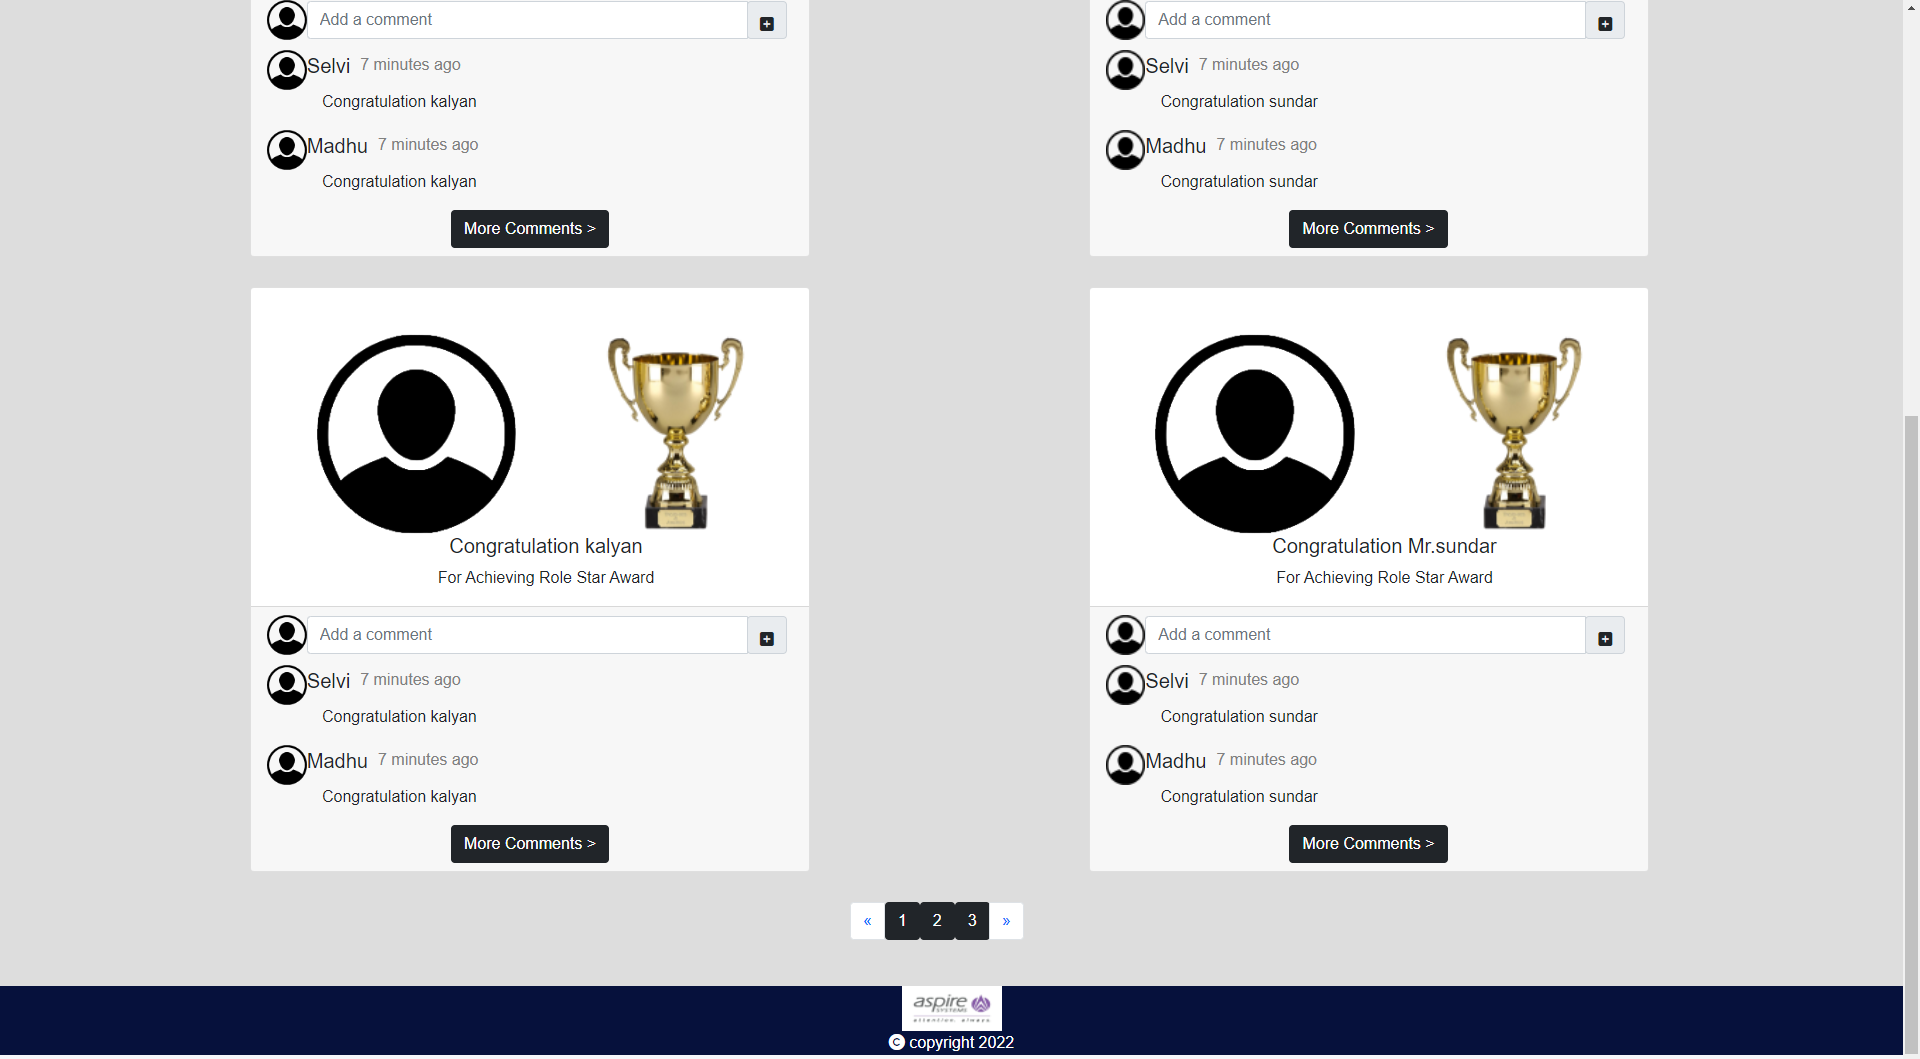 Add a comment
Selvi 7 minutes ago
Congratulation kalyan
Madhu 7 minutes ago
Congratulation kalyan
More Comments >
Add a comment
Selvi 7 minutes ago
Congratulation sundar
Madhu 7 minutes ago
Congratulation sundar
More Comments >
Congratulation kalyan
For Achieving Role Star Award
Add a comment
Selvi 7 minutes ago
Congratulation kalyan
Madhu 7 minutes ago
Congratulation kalyan
More Comments >
Congratulation Mr.sundar
For Achieving Role Star Award
Add a comment
Selvi 7 minutes ago
Congratulation sundar
Madhu 7 minutes ago
Congratulation sundar
More Comments >
« 1 2 3 »
aspire
SYSTEMS
attention. always.
© copyright 2022